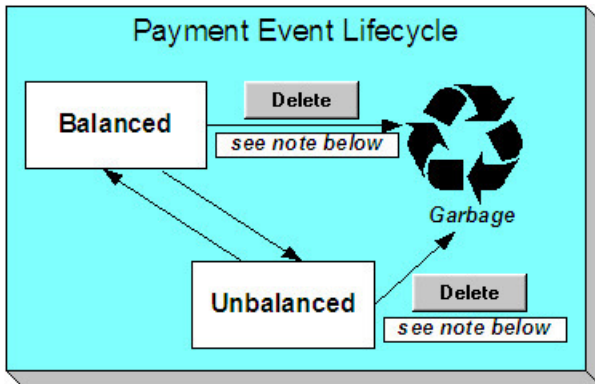 Payment Event Lifecycle
Delete
Balanced
see note below
Garbage
Unbalanced
Delete
see note below